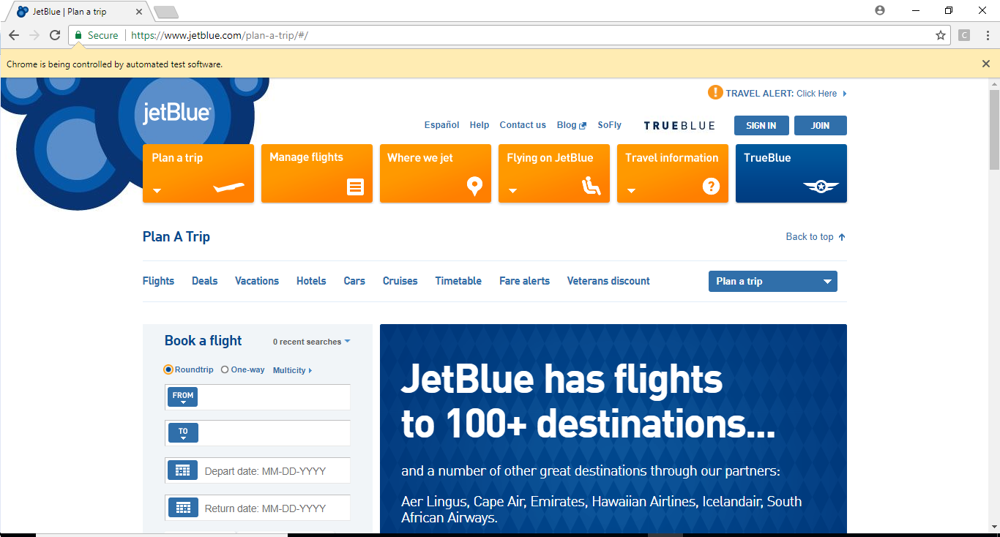 JetBlue | Plan a trip
Secure
https://www.jetblue.com/plan-a-trip/#/
C
Chrome is being controlled by automated test software.
jetBlue®
TRAVEL ALERT: Click Here
Español Help Contact us Blog SoFly TRUEBLUE SIGN IN JOIN
Plan a trip Manage flights Where we jet Flying on JetBlue Travel information TrueBlue
Plan A Trip Back to top
Flights Deals Vacations Hotels Cars Cruises Timetable Fare alerts Veterans discount Plan a trip
Book a flight 0 recent searches
Roundtrip One-way Multicity
FROM
TO
Depart date: MM-DD-YYYY
Return date: MM-DD-YYYY
JetBlue has flights
to 100+ destinations...
and a number of other great destinations through our partners:
Aer Lingus, Cape Air, Emirates, Hawaiian Airlines, Icelandair, South
African Airways.